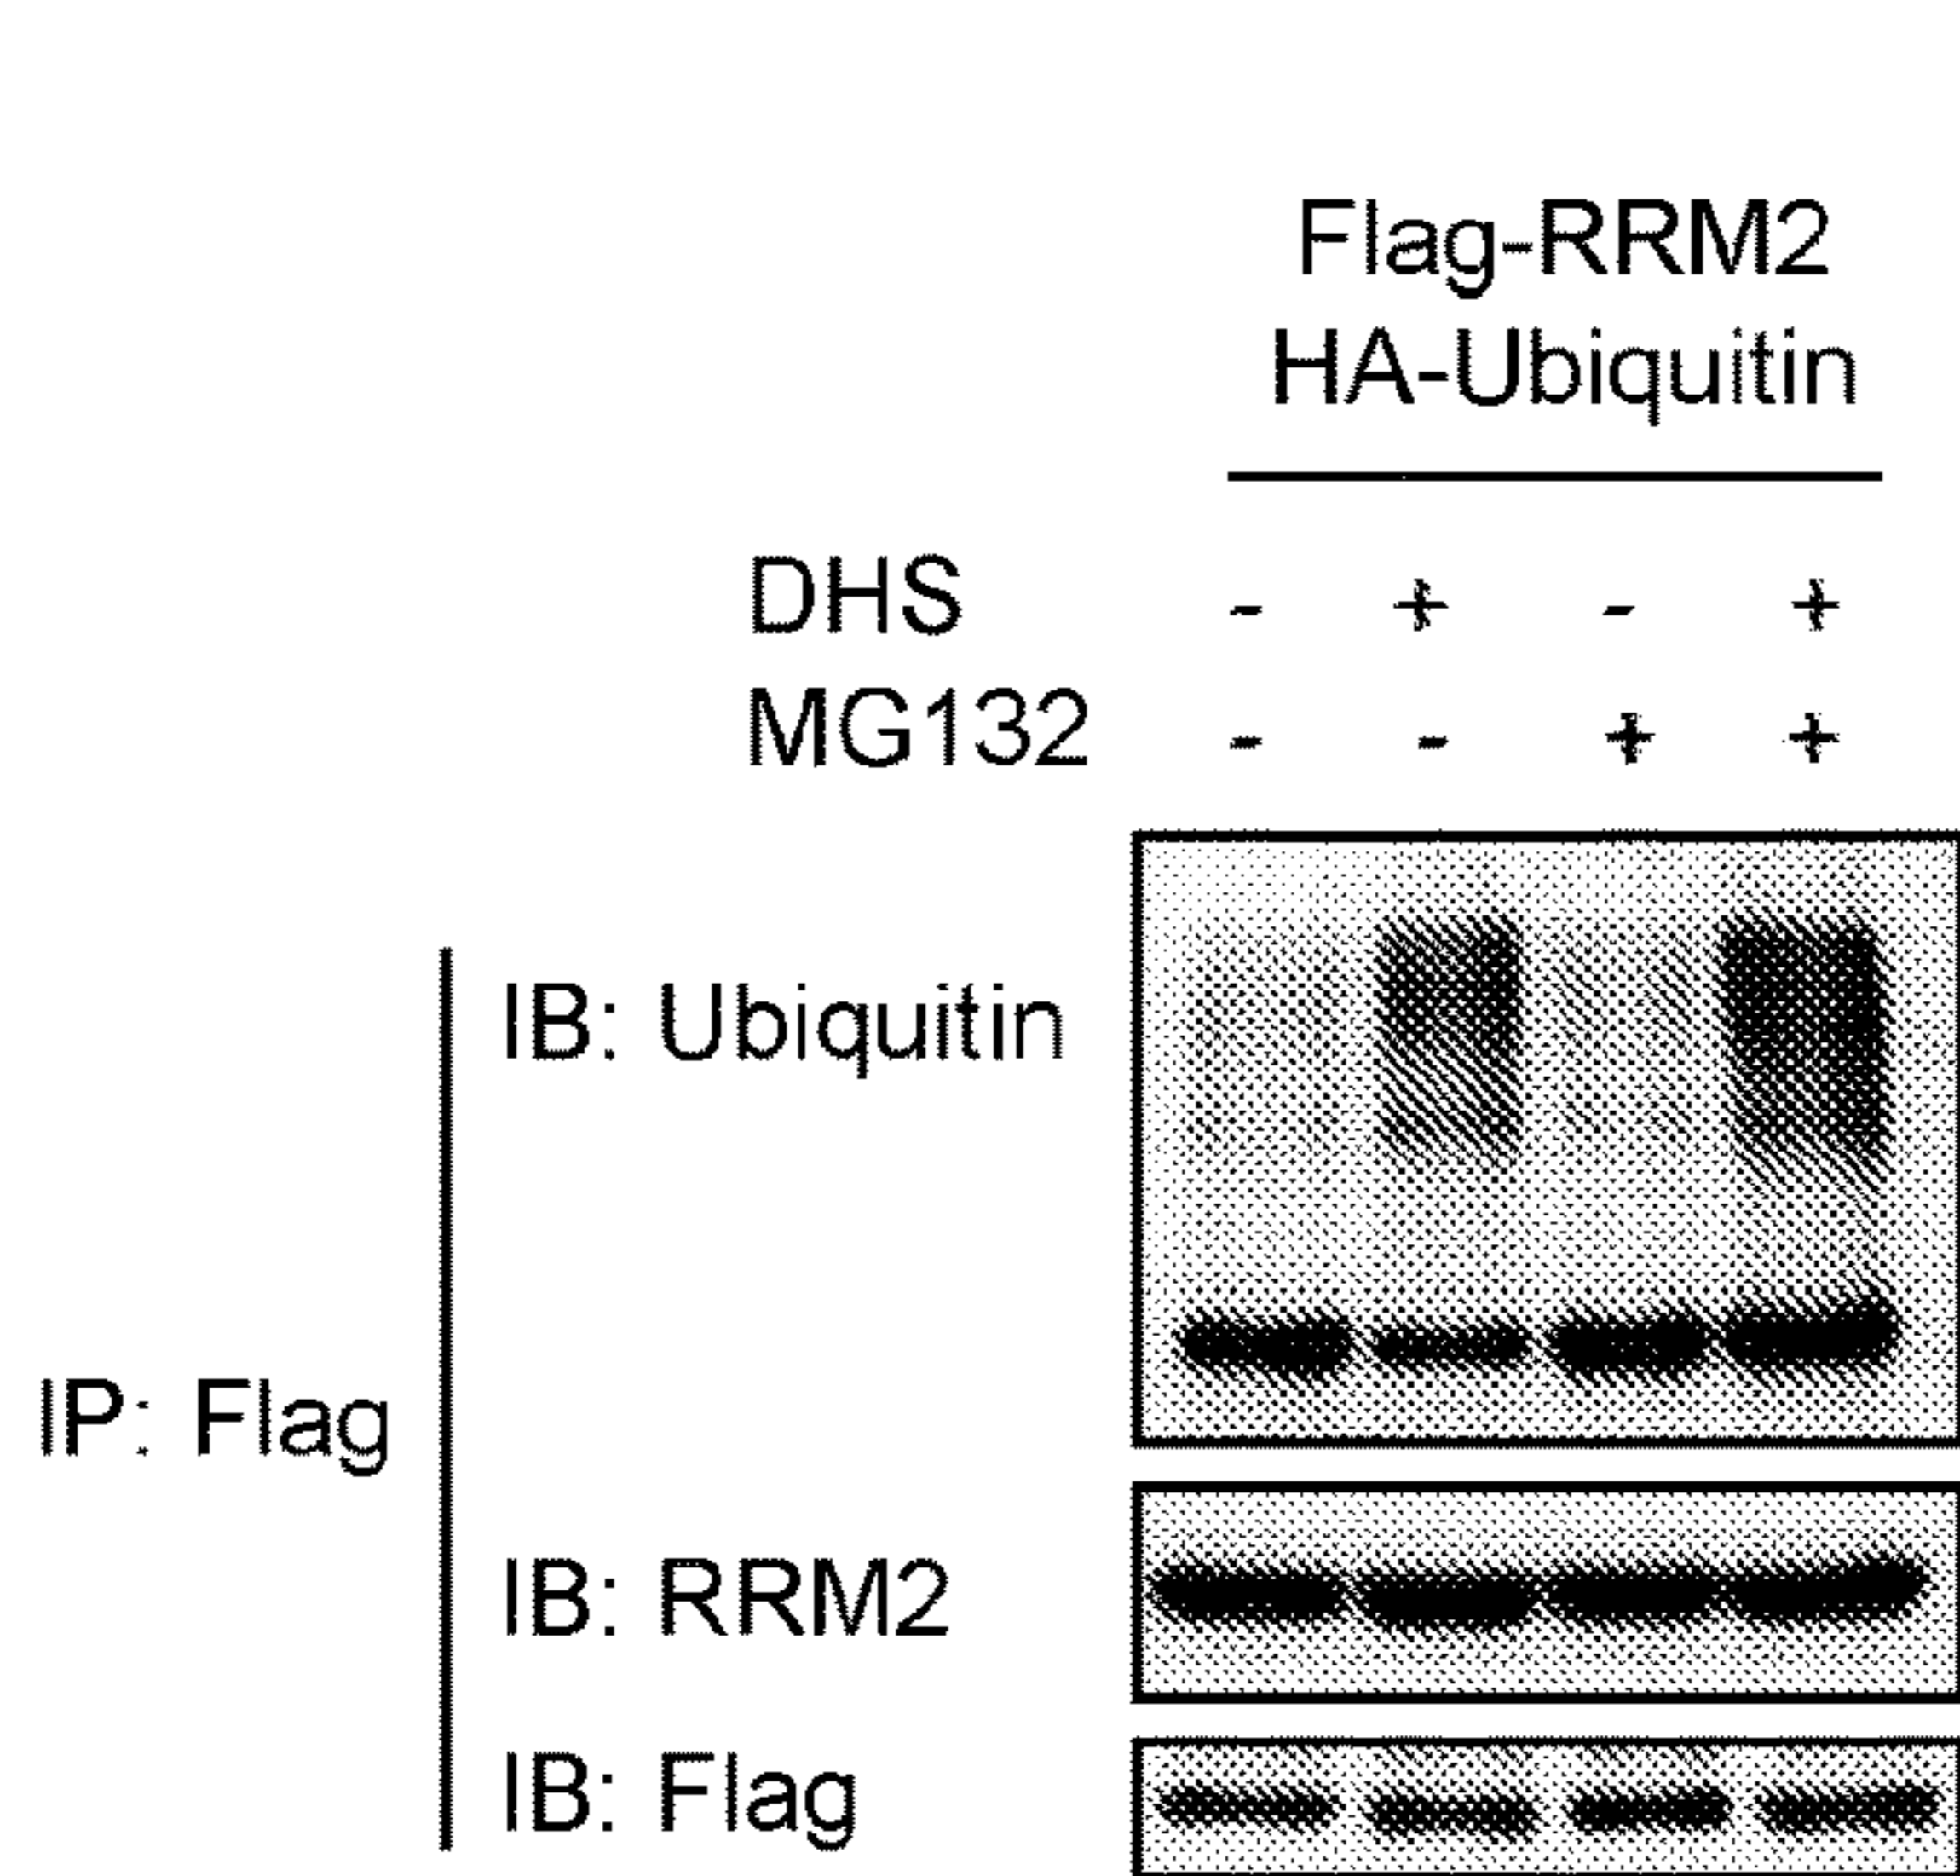 Flag-RRM2
HA-Ubiquitin
DHS - + - +
MG132 - - + +
IB: Ubiquitin
IP: Flag
IB: RRM2
IB: Flag